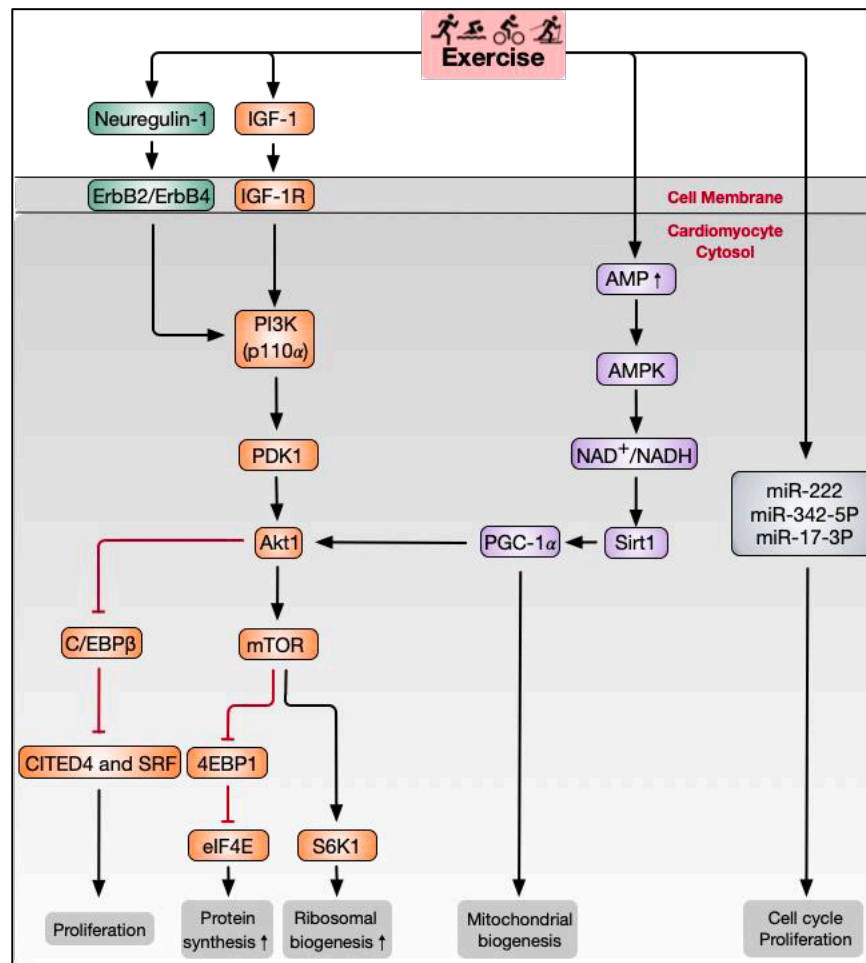 Exercise
Neuregulin-1
IGF-1
ErbB2/ErbB4
IGF-1R
Cell Membrane
Cardiomyocyte
Cytosol
AMP ↑
PI3K
(p110α)
AMPK
PDK1
NAD⁺/NADH
miR-222
miR-342-5P
miR-17-3P
Akt1
PGC-1α
Sirt1
C/EBPβ
mTOR
CITED4 and SRF
4EBP1
eIF4E
S6K1
Proliferation
Protein
synthesis ↑
Ribosomal
biogenesis ↑
Mitochondrial
biogenesis
Cell cycle
Proliferation